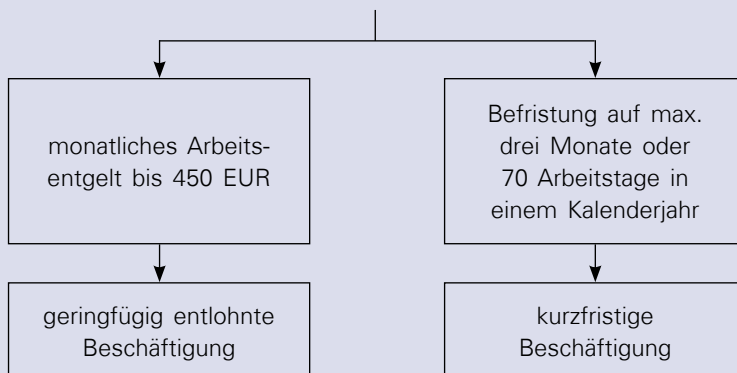 monatliches Arbeits-
entgelt bis 450 EUR
Befristung auf max.
drei Monate oder
70 Arbeitstage in
einem Kalenderjahr
geringfügig entlohnte
Beschäftigung
kurzfristige
Beschäftigung